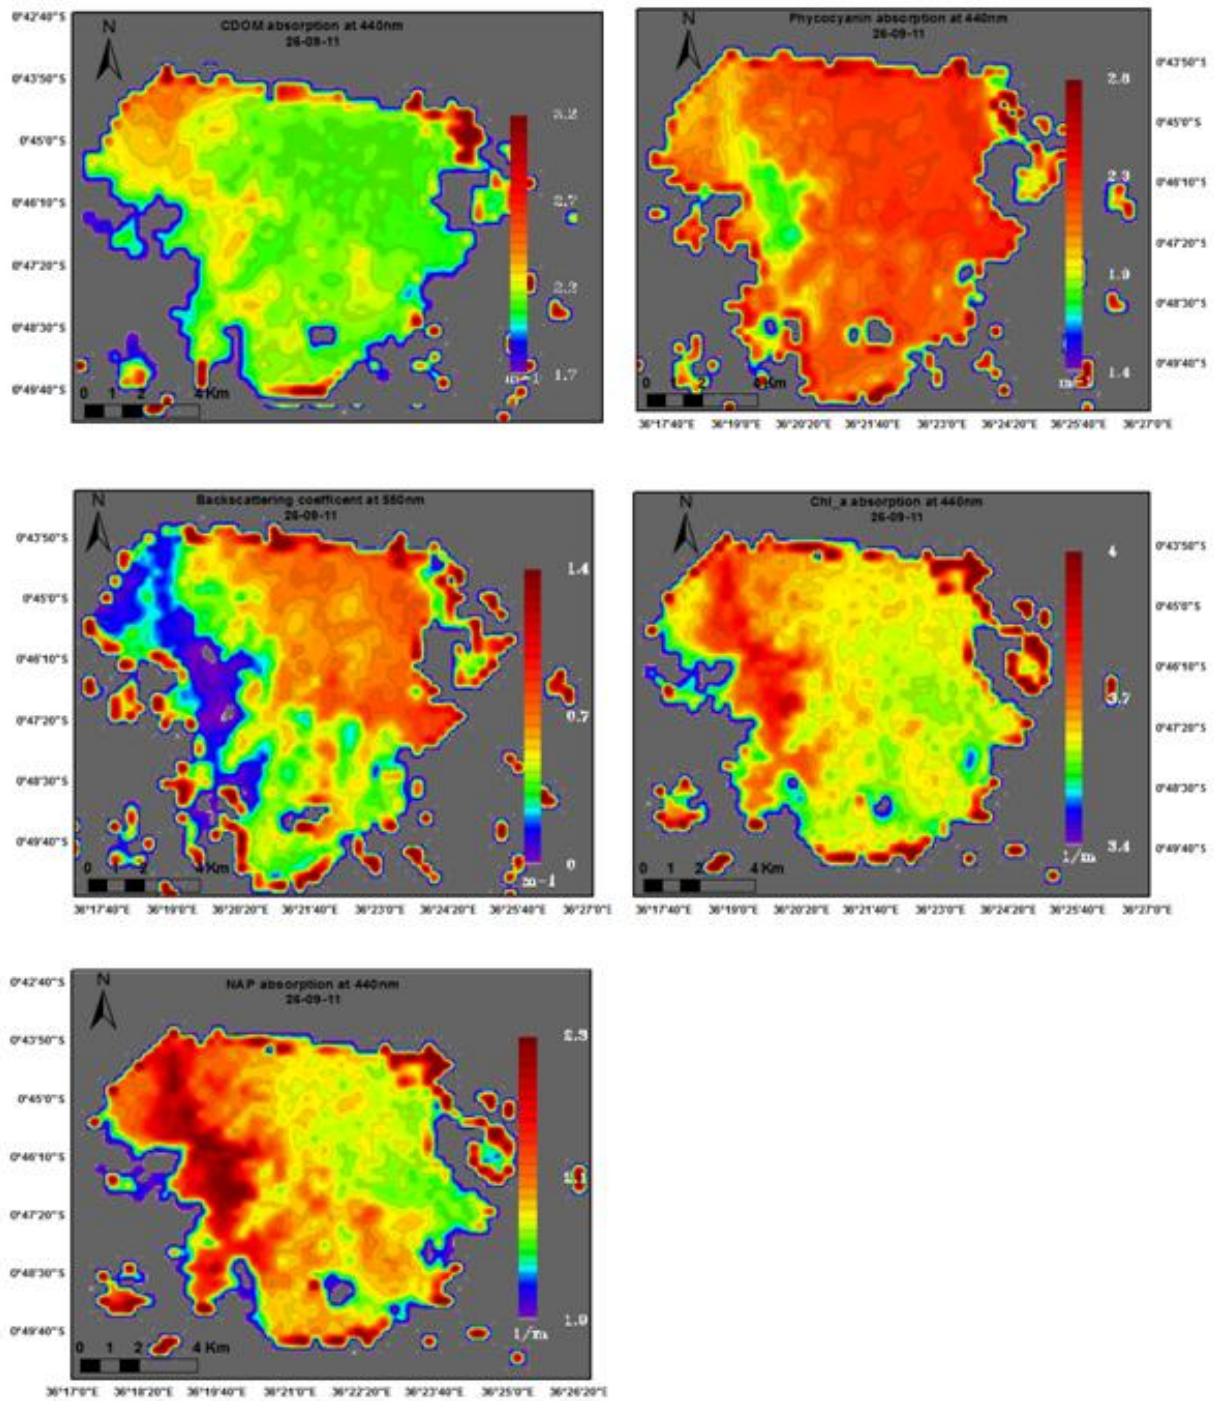 CDOM absorption at 440nm
26-09-11
N
0°42'40"S
0°43'50"S
0°45'0"S
0°46'10"S
0°47'20"S
0°48'30"S
0°49'40"S
3.2
2.7
2.2
1.7
m-1
0 1 2 4 Km
Phycocyanin absorption at 440nm
26-09-11
N
0°43'50"S
0°45'0"S
0°46'10"S
0°47'20"S
0°48'30"S
0°49'40"S
2.8
2.3
1.9
1.4
0 1 2 4 Km
36°17'40"E 36°19'0"E 36°20'20"E 36°21'40"E 36°23'0"E 36°24'20"E 36°25'40"E 36°27'0"E
Backscattering coefficent at 550nm
26-09-11
N
0°43'50"S
0°45'0"S
0°46'10"S
0°47'20"S
0°48'30"S
0°49'40"S
1.4
0.7
0
m-1
0 1 2 4 Km
36°17'40"E 36°19'0"E 36°20'20"E 36°21'40"E 36°23'0"E 36°24'20"E 36°25'40"E 36°27'0"E
Chl_a absorption at 440nm
26-09-11
N
0°43'50"S
0°45'0"S
0°46'10"S
0°47'20"S
0°48'30"S
0°49'40"S
4
3.7
3.4
1/m
0 1 2 4 Km
36°17'40"E 36°19'0"E 36°20'20"E 36°21'40"E 36°23'0"E 36°24'20"E 36°25'40"E 36°27'0"E
NAP absorption at 440nm
26-09-11
N
0°42'40"S
0°43'50"S
0°45'0"S
0°46'10"S
0°47'20"S
0°48'30"S
0°49'40"S
2.3
2.1
1.9
1/m
0 1 2 4 Km
36°17'0"E 36°18'20"E 36°19'40"E 36°21'0"E 36°22'20"E 36°23'40"E 36°25'0"E 36°26'20"E